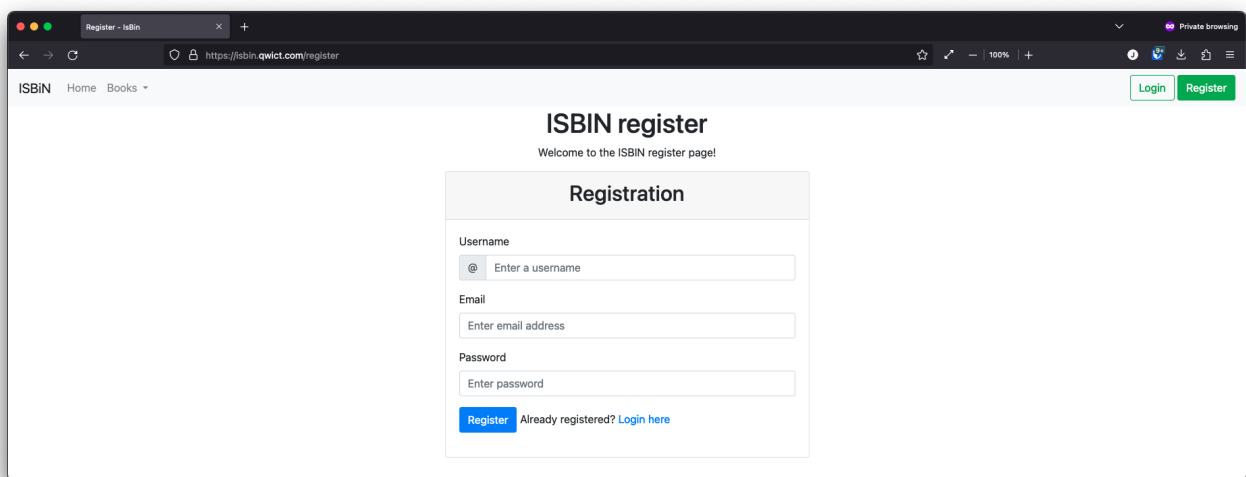 Register - IsBin
Private browsing
https://isbin.qwict.com/register
100%
ISBiN Home Books Login Register
ISBIN register
Welcome to the ISBIN register page!
Registration
Username
@ Enter a username
Email
Enter email address
Password
Enter password
Register Already registered? Login here